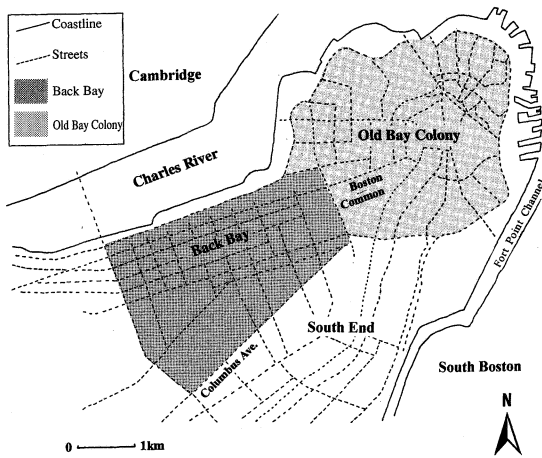 Coastline
Streets
Back Bay
Old Bay Colony
Cambridge
Charles River
Old Bay Colony
Boston
Common
Back Bay
Fort Point Channel
South End
Columbus Ave.
South Boston
N
0 1km